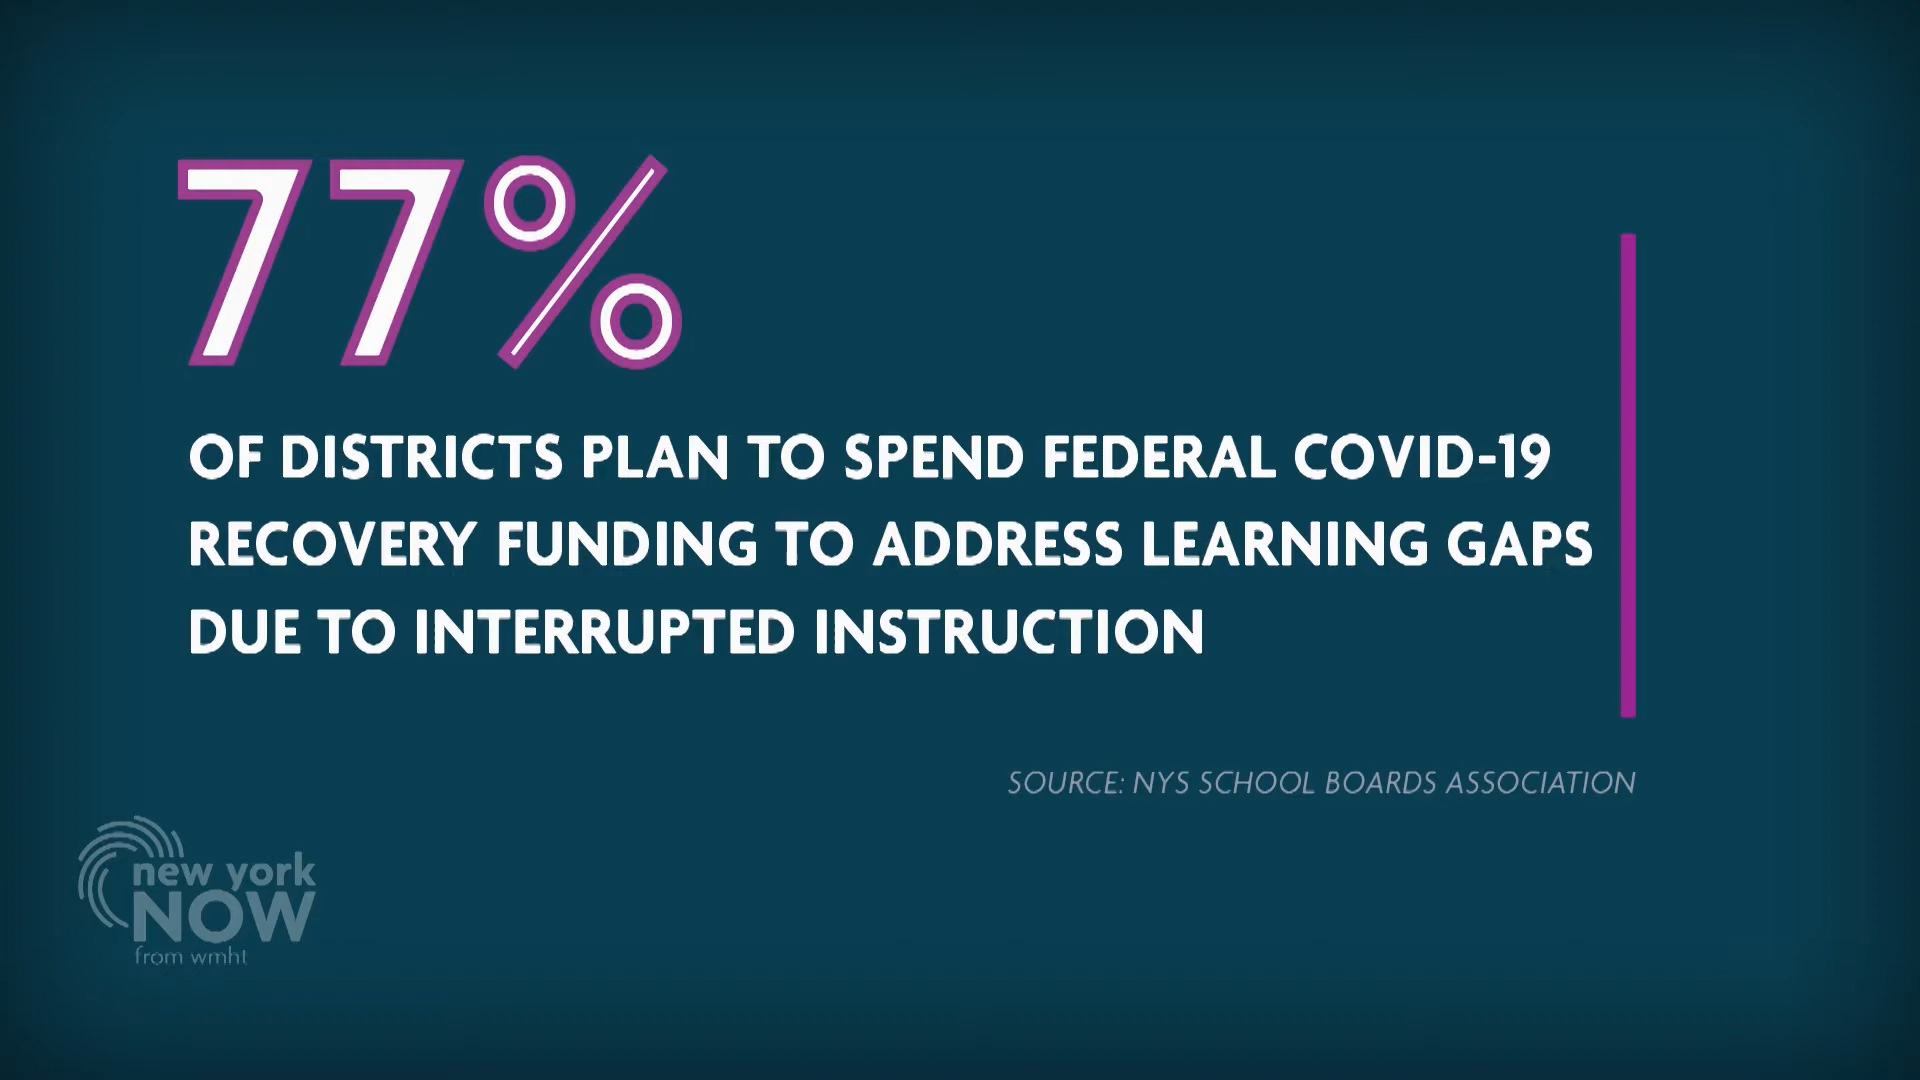 77%
OF DISTRICTS PLAN TO SPEND FEDERAL COVID-19
RECOVERY FUNDING TO ADDRESS LEARNING GAPS
DUE TO INTERRUPTED INSTRUCTION
SOURCE: NYS SCHOOL BOARDS ASSOCIATION
new york
NOW
from wmht